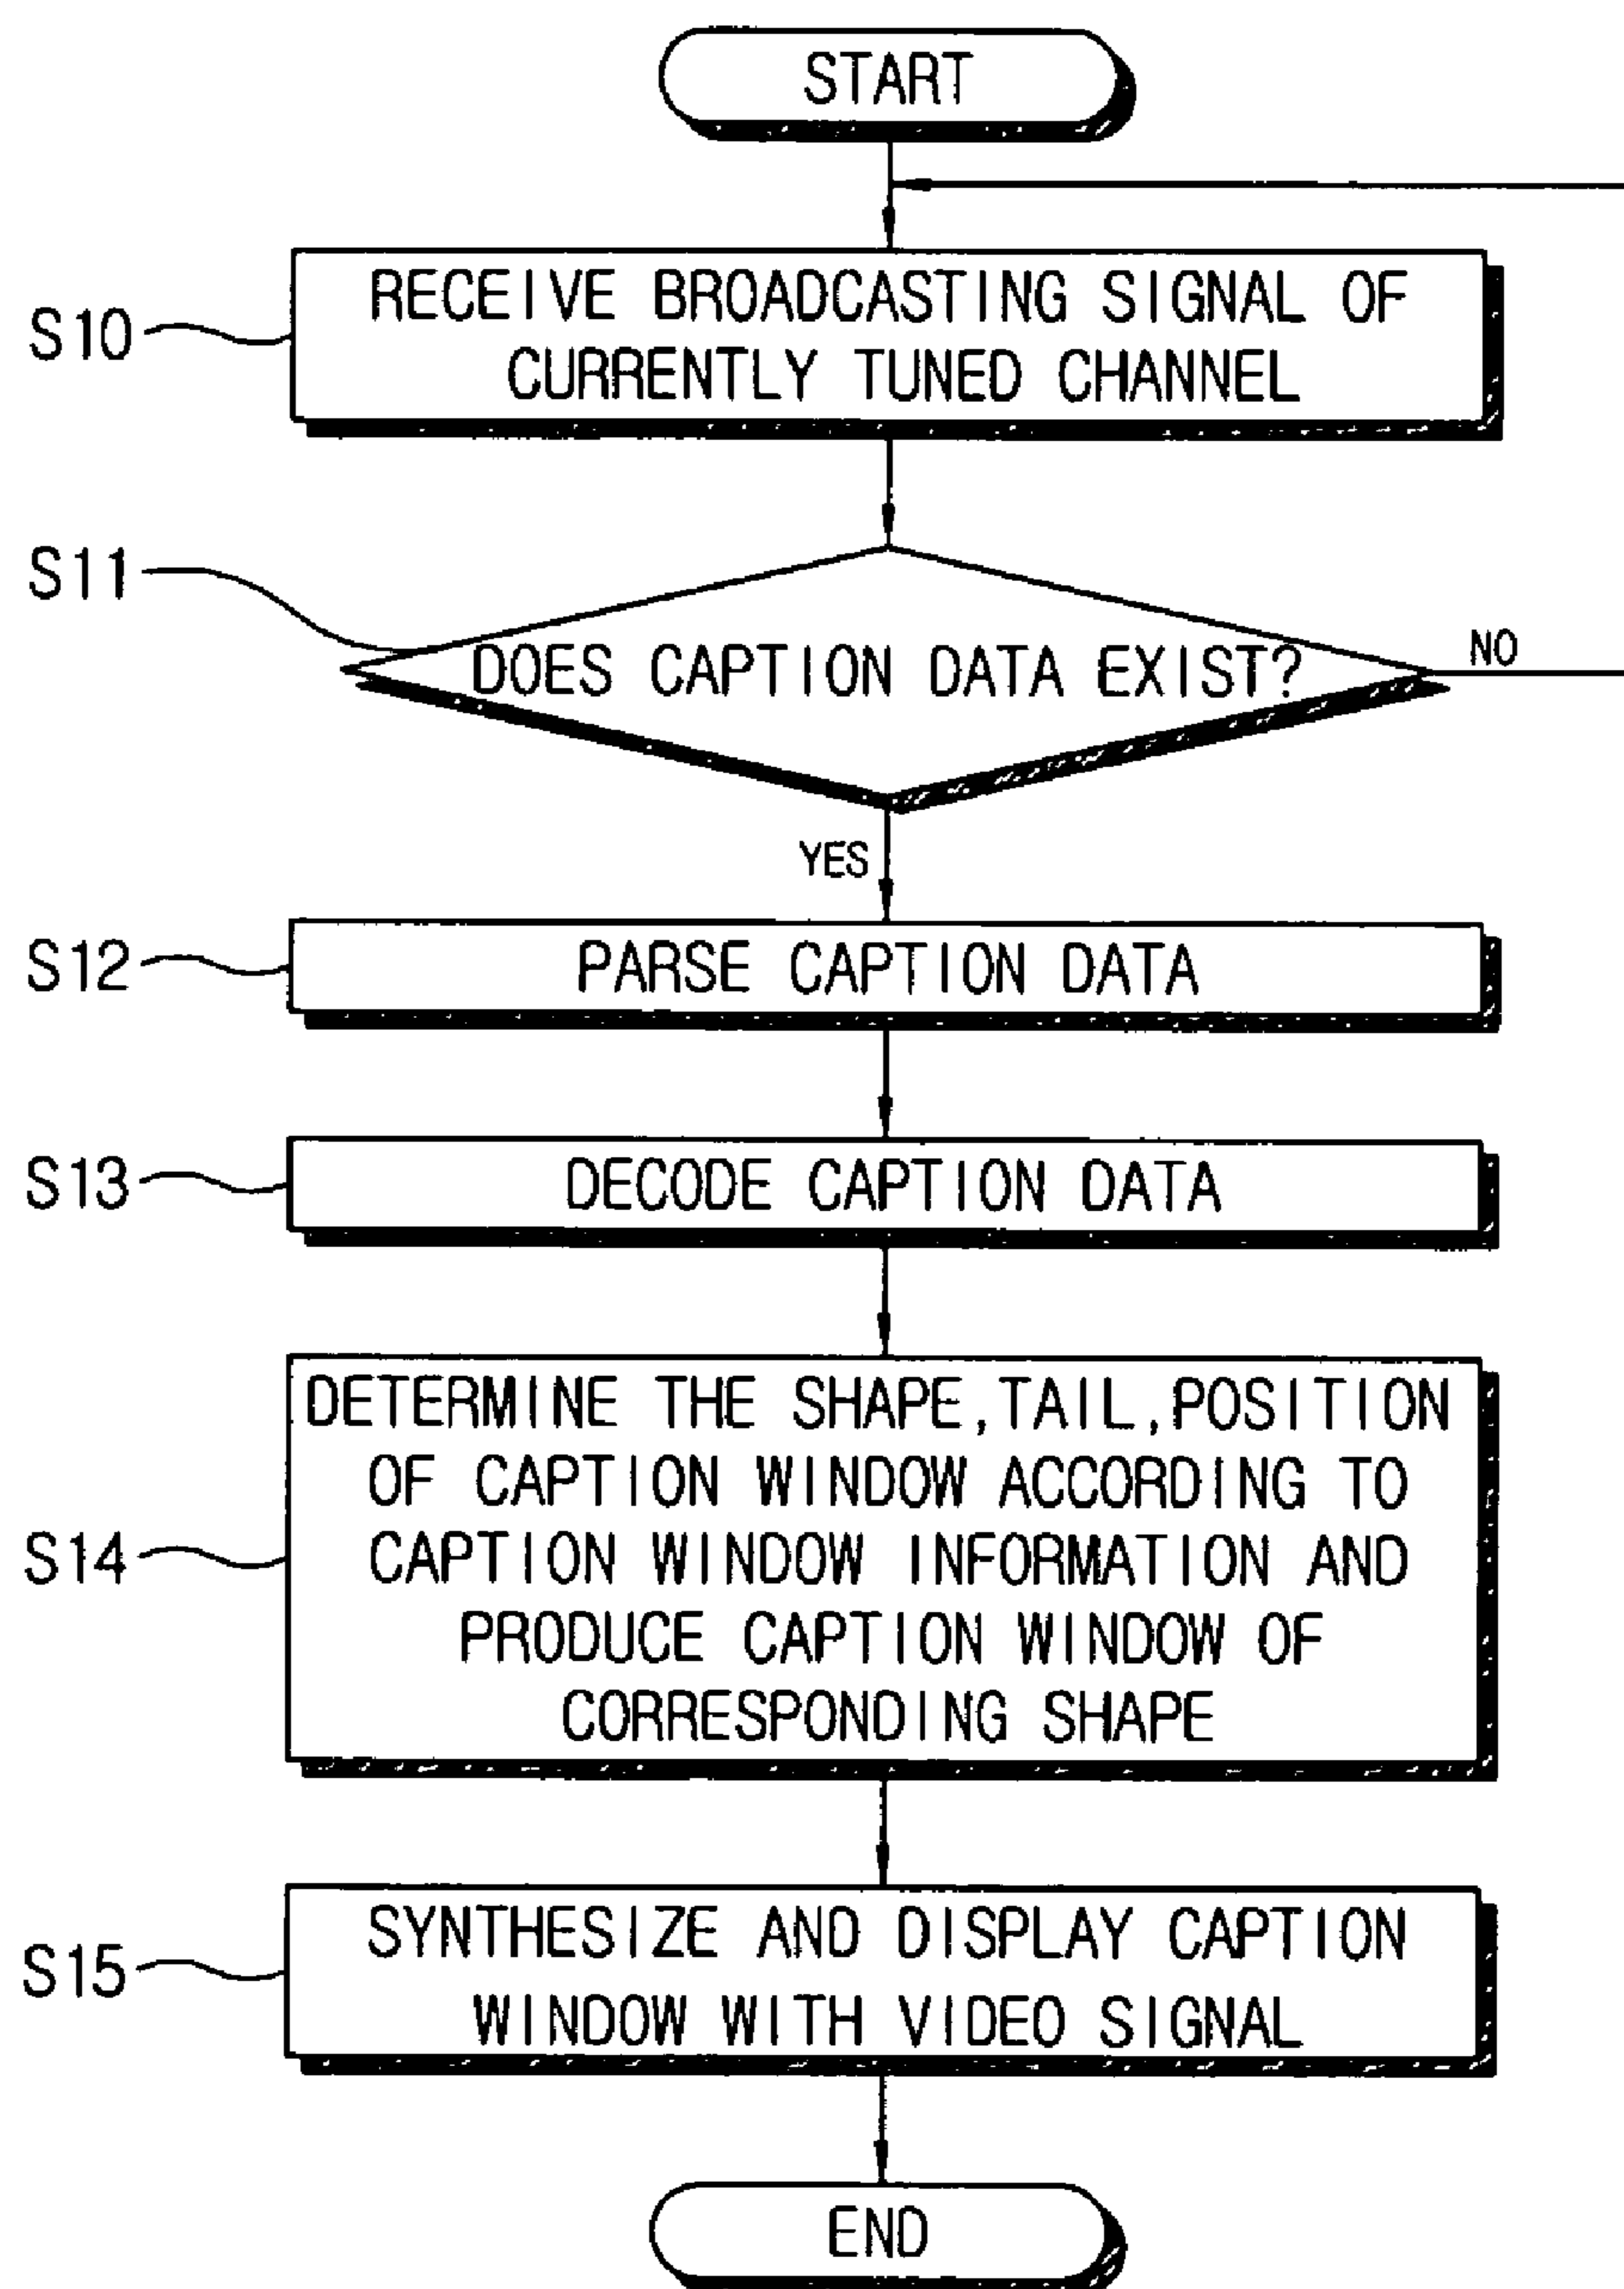 START
S10
RECEIVE BROADCASTING SIGNAL OF
CURRENTLY TUNED CHANNEL
S11
DOES CAPTION DATA EXIST?
NO
YES
S12
PARSE CAPTION DATA
S13
DECODE CAPTION DATA
S14
DETERMINE THE SHAPE,TAIL,POSITION
OF CAPTION WINDOW ACCORDING TO
CAPTION WINDOW INFORMATION AND
PRODUCE CAPTION WINDOW OF
CORRESPONDING SHAPE
S15
SYNTHESIZE AND DISPLAY CAPTION
WINDOW WITH VIDEO SIGNAL
END